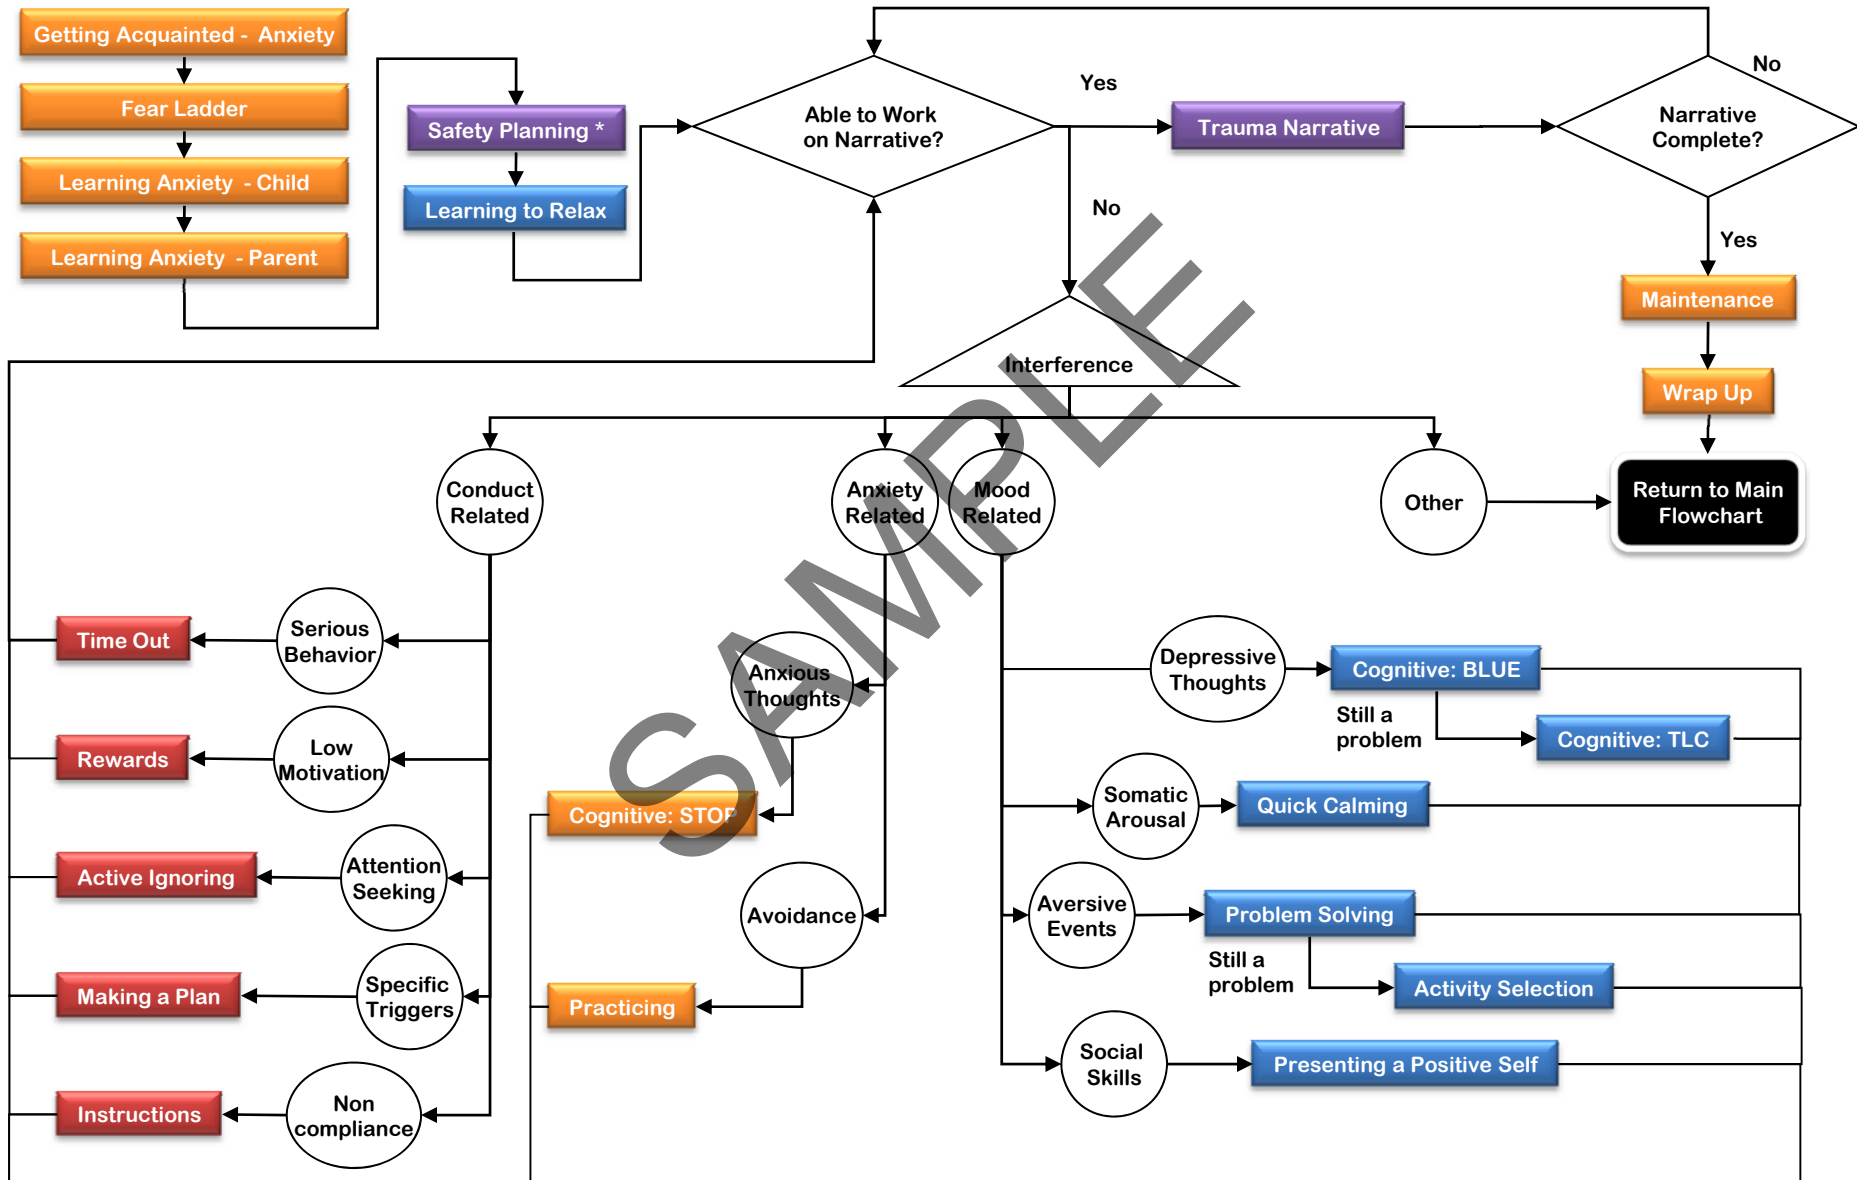 Getting Acquainted - Anxiety
Fear Ladder
Learning Anxiety - Child
Learning Anxiety - Parent
Safety Planning *
Learning to Relax
Able to Work
on Narrative?
Yes
No
Trauma Narrative
Narrative
Complete?
No
Yes
Maintenance
Wrap Up
Return to Main
Flowchart
Interference
Conduct
Related
Anxiety
Related
Mood
Related
Other
Time Out
Serious
Behavior
Rewards
Low
Motivation
Active Ignoring
Attention
Seeking
Making a Plan
Specific
Triggers
Instructions
Non
compliance
Anxious
Thoughts
Cognitive: STOP
Avoidance
Practicing
Depressive
Thoughts
Cognitive: BLUE
Still a
problem
Cognitive: TLC
Somatic
Arousal
Quick Calming
Aversive
Events
Problem Solving
Still a
problem
Activity Selection
Social
Skills
Presenting a Positive Self
SAMPLE